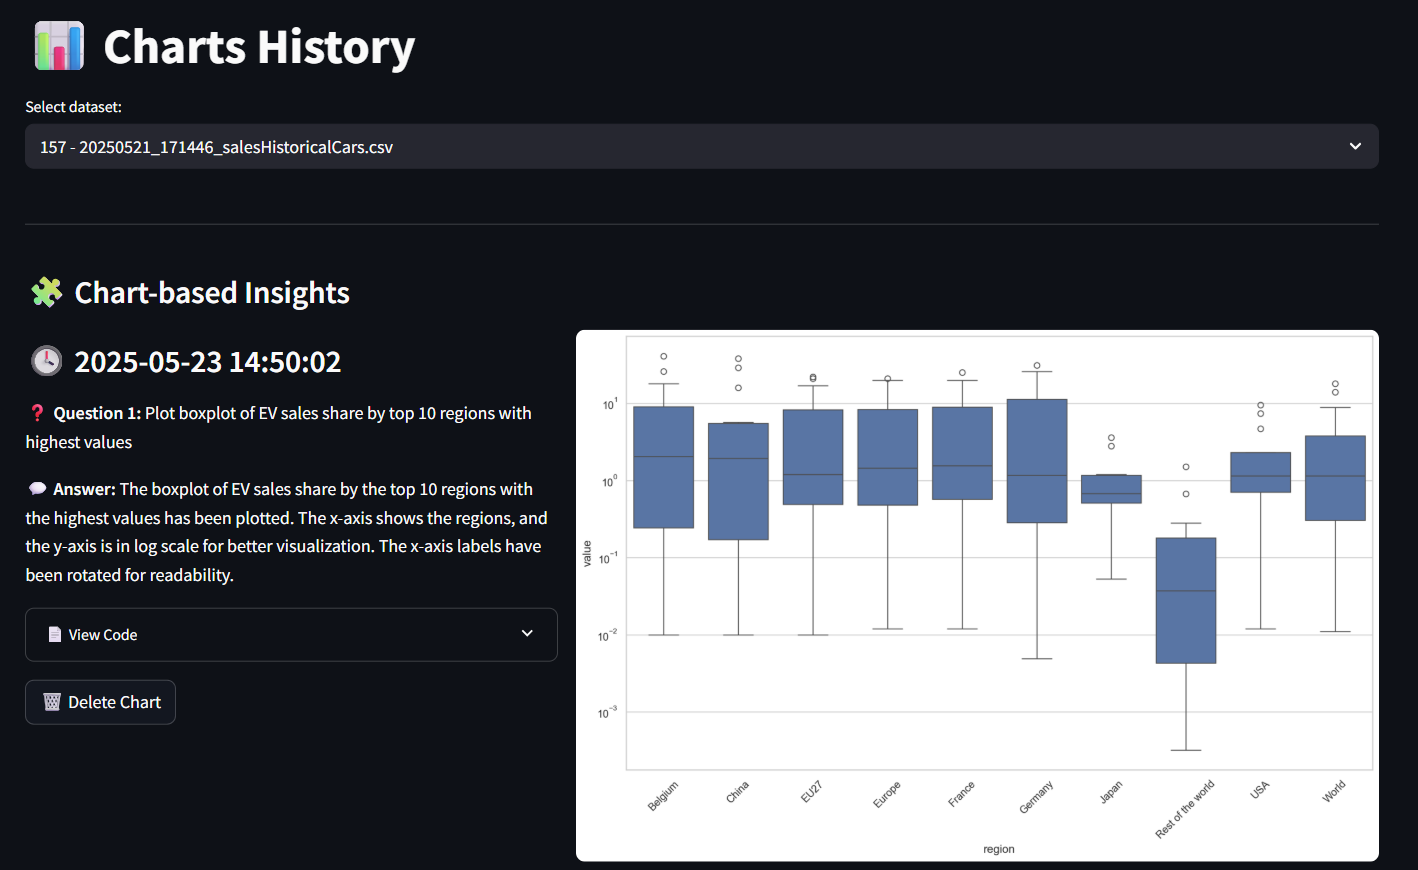 Charts History
Select dataset:
157 - 20250521_171446_salesHistoricalCars.csv
Chart-based Insights
2025-05-23 14:50:02
Question 1: Plot boxplot of EV sales share by top 10 regions with
highest values
Answer: The boxplot of EV sales share by the top 10 regions with
the highest values has been plotted. The x-axis shows the regions, and
the y-axis is in log scale for better visualization. The x-axis labels have
been rotated for readability.
View Code
Delete Chart
value
10^1
10^0
10^-1
10^-2
10^-3
Belgium
China
EU27
Europe
France
Germany
Japan
Rest of the world
USA
World
region